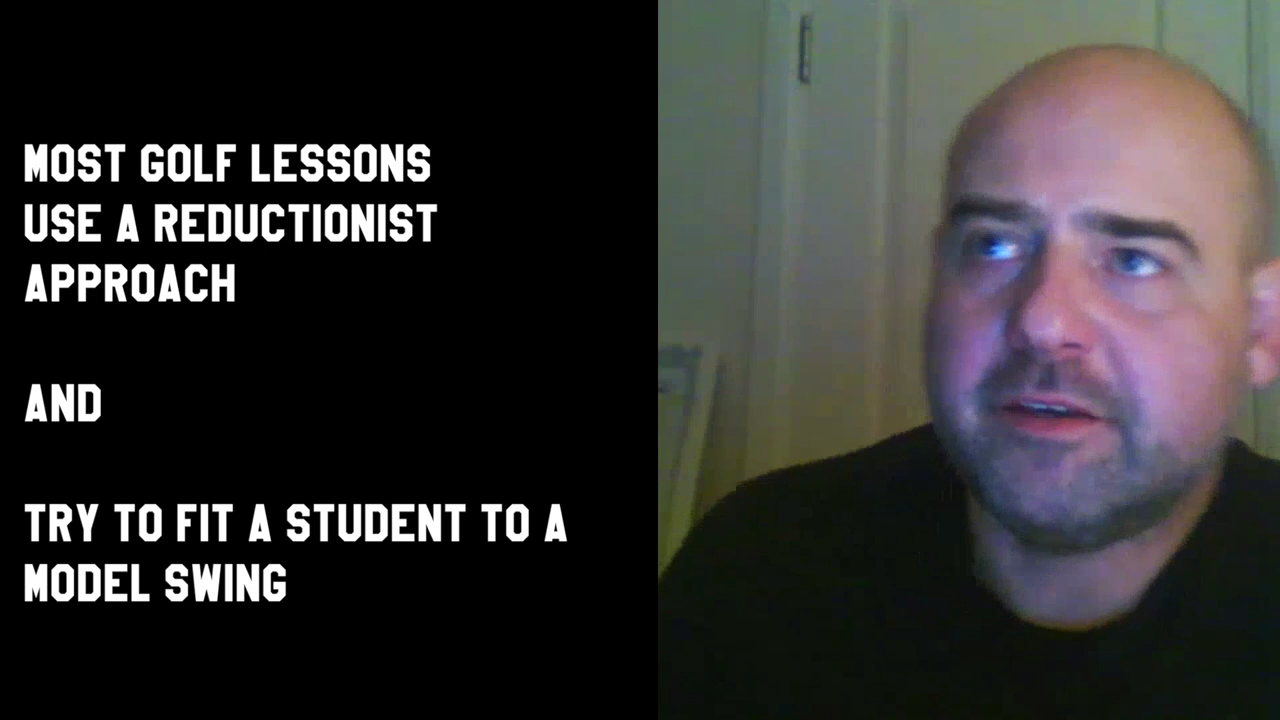 MOST GOLF LESSONS
USE A REDUCTIONIST
APPROACH
AND
TRY TO FIT A STUDENT TO A
MODEL SWING